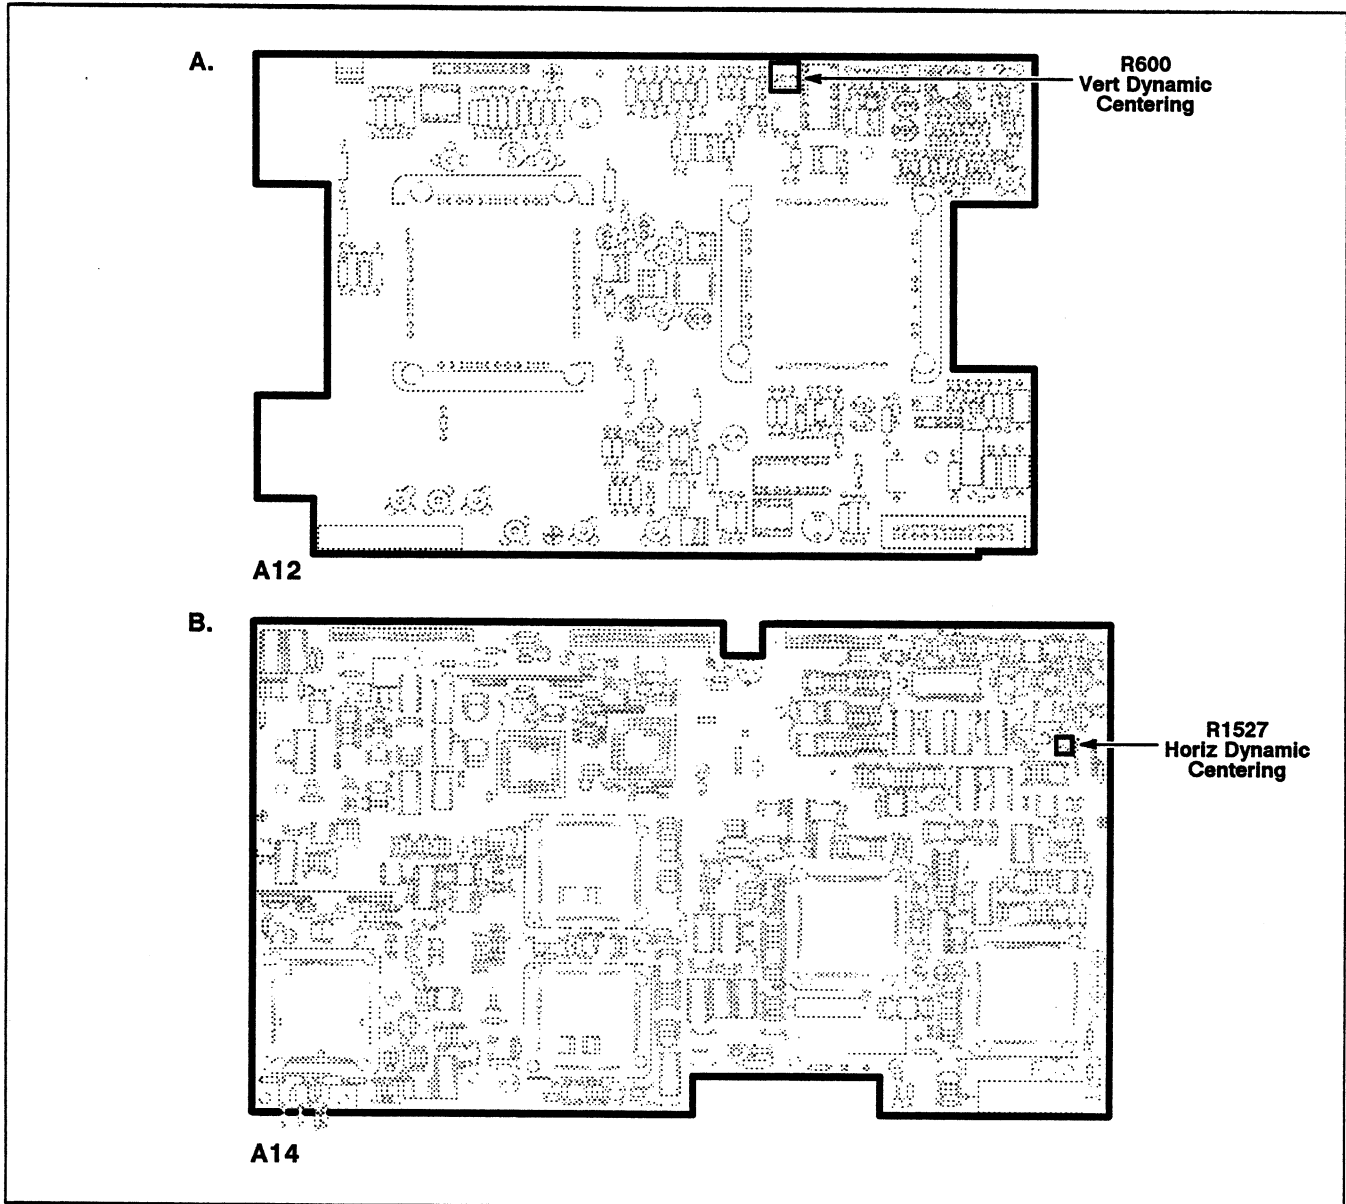 A.
R600
Vert Dynamic
Centering
A12
B.
R1527
Horiz Dynamic
Centering
A14